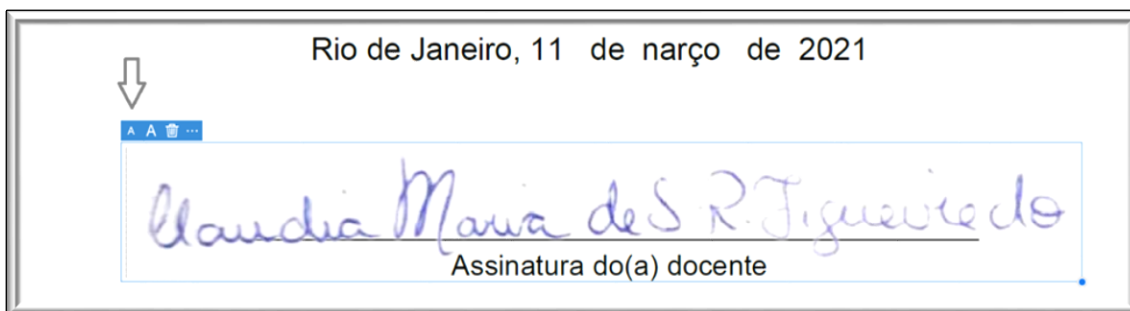 Rio de Janeiro, 11 de narço de 2021
A A ...
Claudia Maria de S. R. Figueiredo
Assinatura do(a) docente